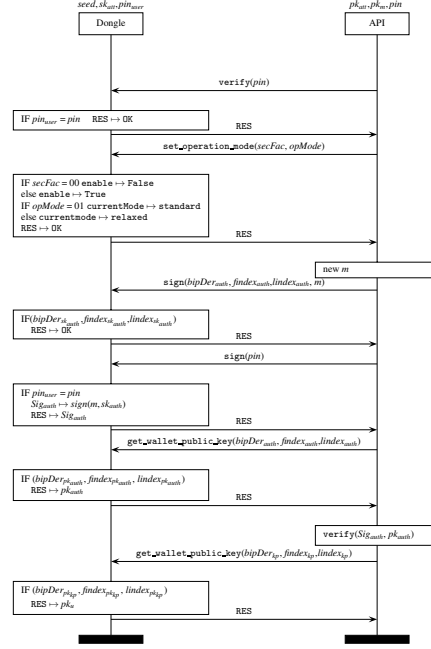 seed, sk_att, pin_user
pk_att, pk_m, pin
Dongle
API
verify(pin)
IF pin_user = pin RES ↦ OK
RES
set_operation_mode(secFac, opMode)
IF secFac = 00 enable ↦ False
else enable ↦ True
IF opMode = 01 currentMode ↦ standard
else currentmode ↦ relaxed
RES ↦ OK
RES
new m
sign(bipDer_auth, findex_auth, lindex_auth, m)
IF(bipDer_sk_auth, findex_sk_auth, lindex_sk_auth)
RES ↦ OK
RES
sign(pin)
IF pin_user = pin
Sig_auth ↦ sign(m, sk_auth)
RES ↦ Sig_auth
RES
get_wallet_public_key(bipDer_auth, findex_auth, lindex_auth)
IF (bipDer_pk_auth, findex_pk_auth, lindex_pk_auth)
RES ↦ pk_auth
RES
verify(Sig_auth, pk_auth)
get_wallet_public_key(bipDer_kp, findex_kp, lindex_kp)
IF (bipDer_pk_kp, findex_pk_kp, lindex_pk_kp)
RES ↦ pk_u
RES